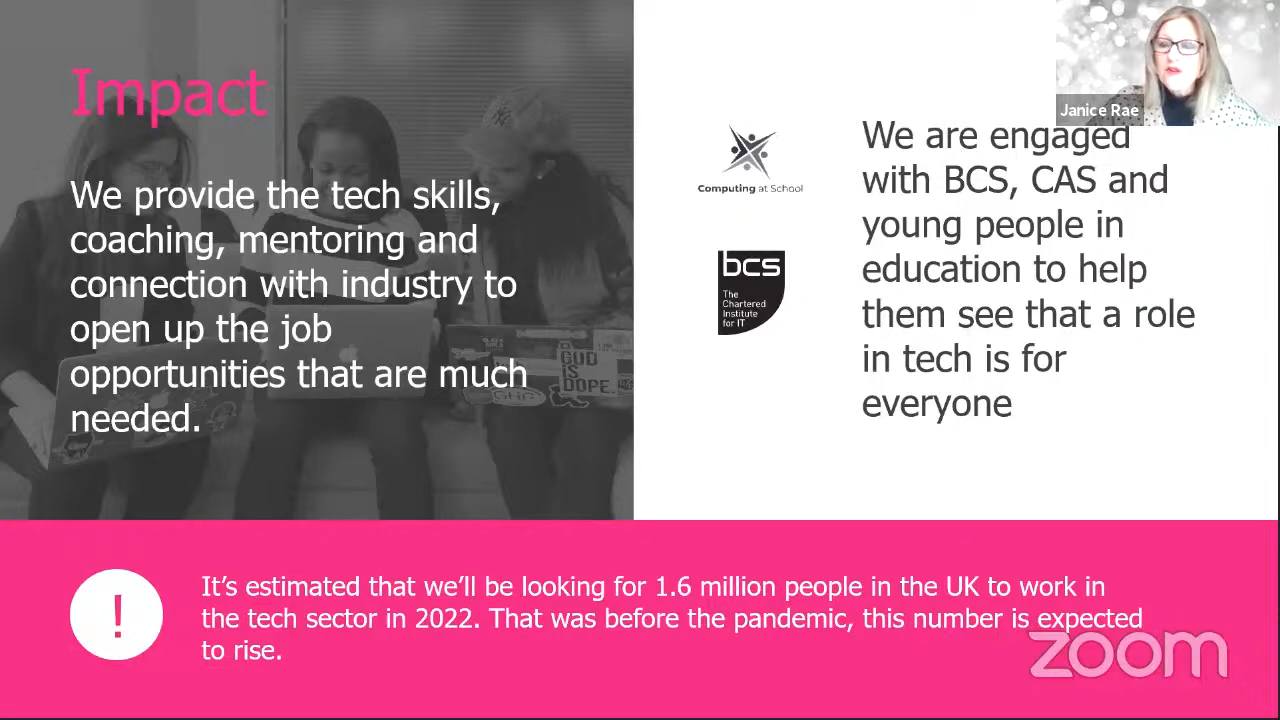 Impact
We provide the tech skills,
coaching, mentoring and
connection with industry to
open up the job
opportunities that are much
needed.
GOD
IS
DOPE.
Computing at School
bcs
The
Chartered
Institute
for IT
Janice Rae
We are engaged
with BCS, CAS and
young people in
education to help
them see that a role
in tech is for
everyone
!
It’s estimated that we’ll be looking for 1.6 million people in the UK to work in
the tech sector in 2022. That was before the pandemic, this number is expected
to rise.
zoom